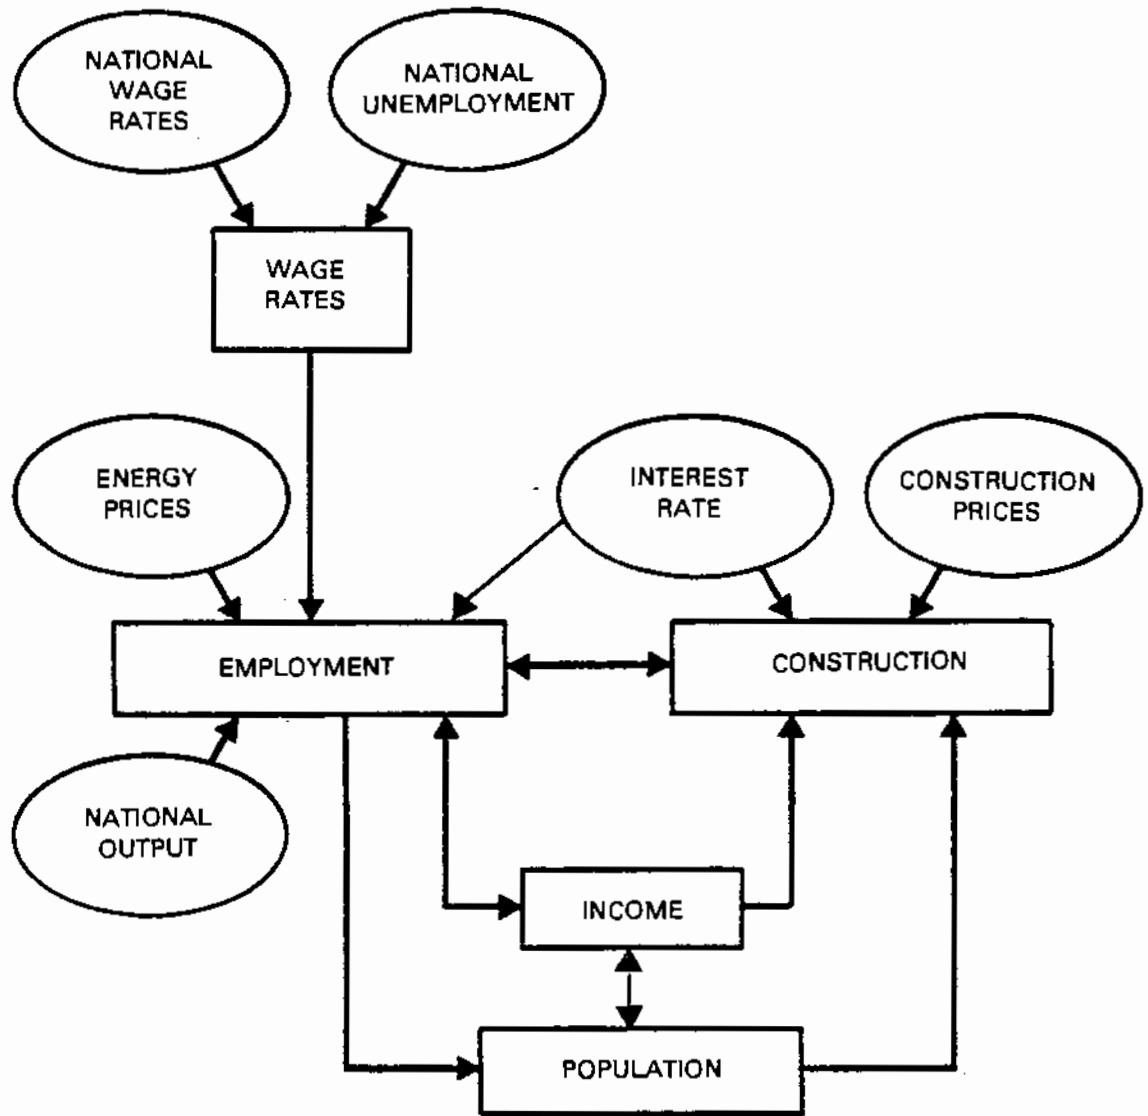 NATIONAL
WAGE
RATES
NATIONAL
UNEMPLOYMENT
WAGE
RATES
ENERGY
PRICES
INTEREST
RATE
CONSTRUCTION
PRICES
EMPLOYMENT
CONSTRUCTION
NATIONAL
OUTPUT
INCOME
POPULATION